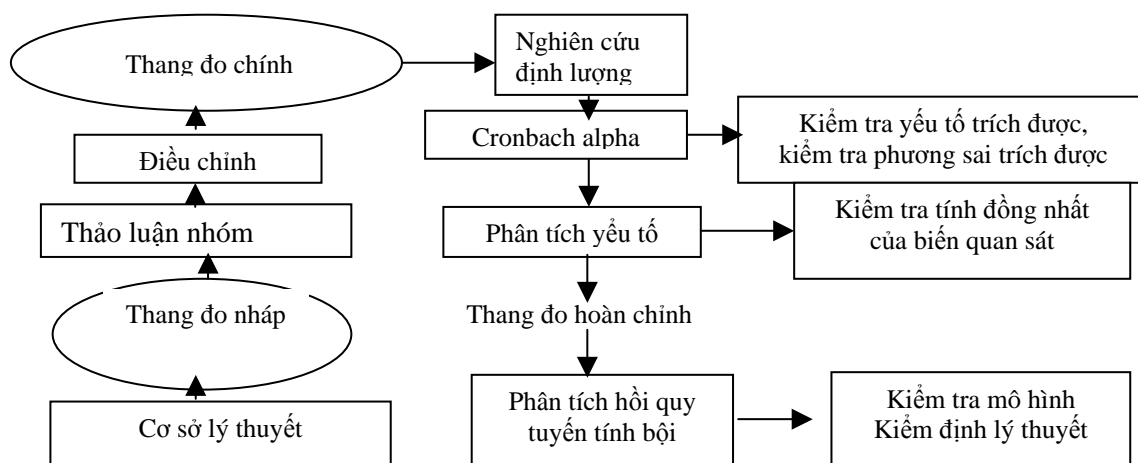 Thang đo chính
Nghiên cứu
định lượng
Cronbach alpha
Kiểm tra yếu tố trích được,
kiểm tra phương sai trích được
Điều chỉnh
Thảo luận nhóm
Phân tích yếu tố
Kiểm tra tính đồng nhất
của biến quan sát
Thang đo nháp
Thang đo hoàn chỉnh
Cơ sở lý thuyết
Phân tích hồi quy
tuyến tính bội
Kiểm tra mô hình
Kiểm định lý thuyết